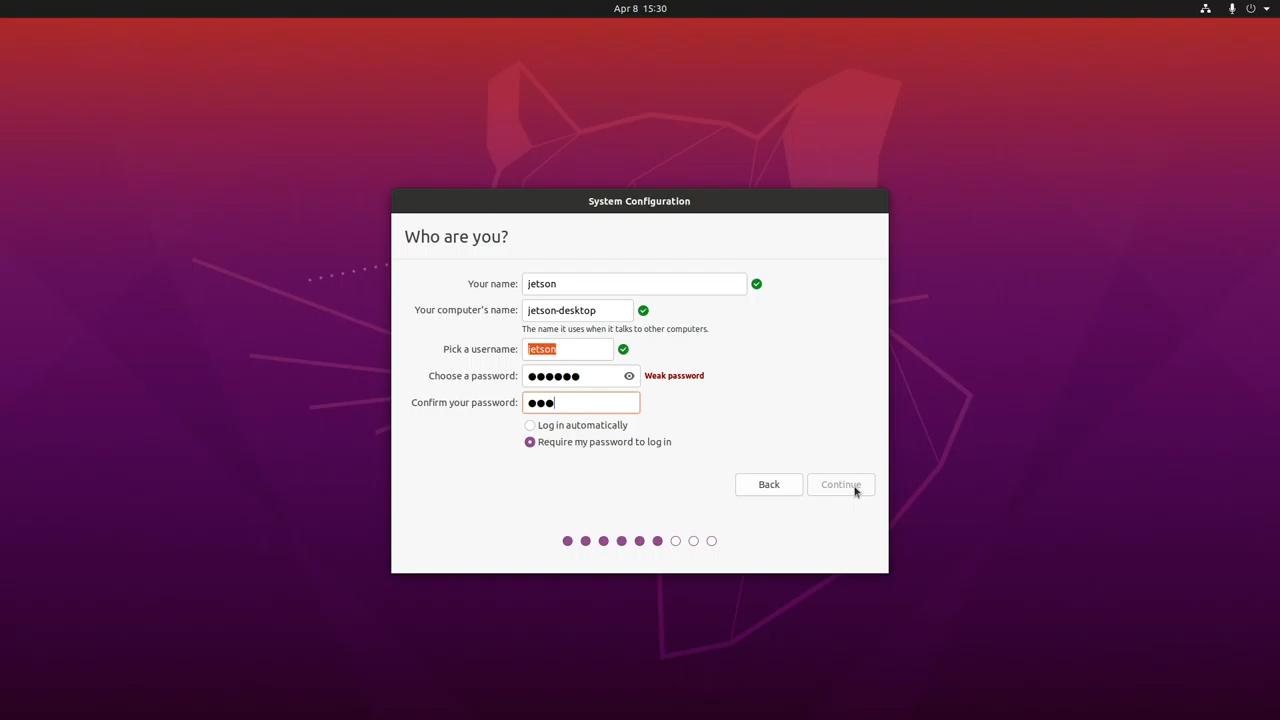 Apr 8 15:30
System Configuration
Who are you?
Your name: jetson
Your computer's name: jetson-desktop
The name it uses when it talks to other computers.
Pick a username: jetson
Choose a password: ●●●●●● Weak password
Confirm your password: ●●●
Log in automatically
Require my password to log in
Back Continue